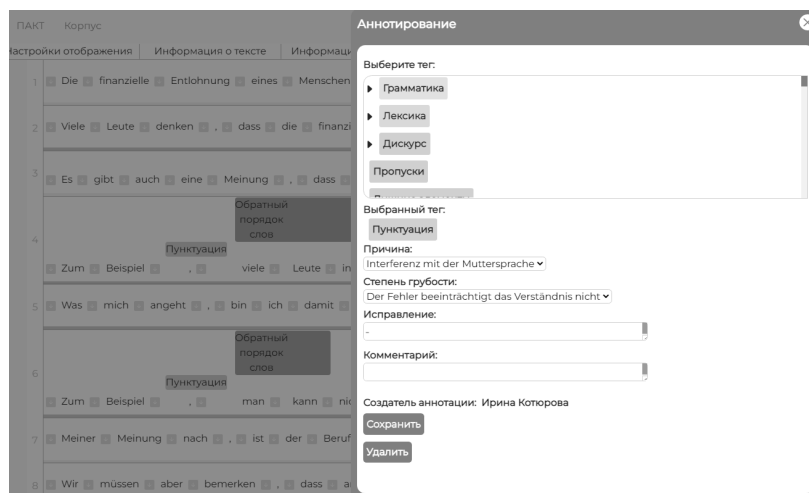 ПАКТ Корпус
Настройки отображения Информация о тексте
1 Die finanzielle Entlohnung eines Menschen
2 Viele Leute denken , dass die
3 Es gibt auch eine Meinung , dass
Обратный
порядок
слов
Пунктуация
4 Zum Beispiel , viele Leute
5 Was mich angeht , bin ich damit
Обратный
порядок
слов
Пунктуация
6 Zum Beispiel , man kann
7 Meiner Meinung nach , ist der
8 Wir müssen aber bemerken , dass
Аннотирование
Выберите тег:
Грамматика
Лексика
Дискурс
Пропуски
Выбранный тег:
Пунктуация
Причина:
Interferenz mit der Muttersprache
Степень грубости:
Der Fehler beeinträchtigt das Verständnis nicht
Исправление:
-
Комментарий:
Создатель аннотации: Ирина Котюрова
Сохранить
Удалить